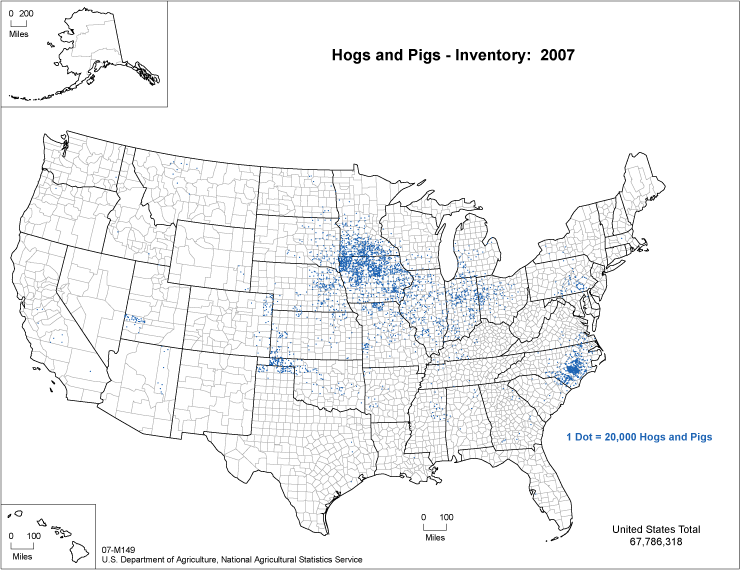 0 200
Miles
Hogs and Pigs - Inventory: 2007
1 Dot = 20,000 Hogs and Pigs
0 100
Miles
0 100
Miles
United States Total
67,786,318
07-M149
U.S. Department of Agriculture, National Agricultural Statistics Service